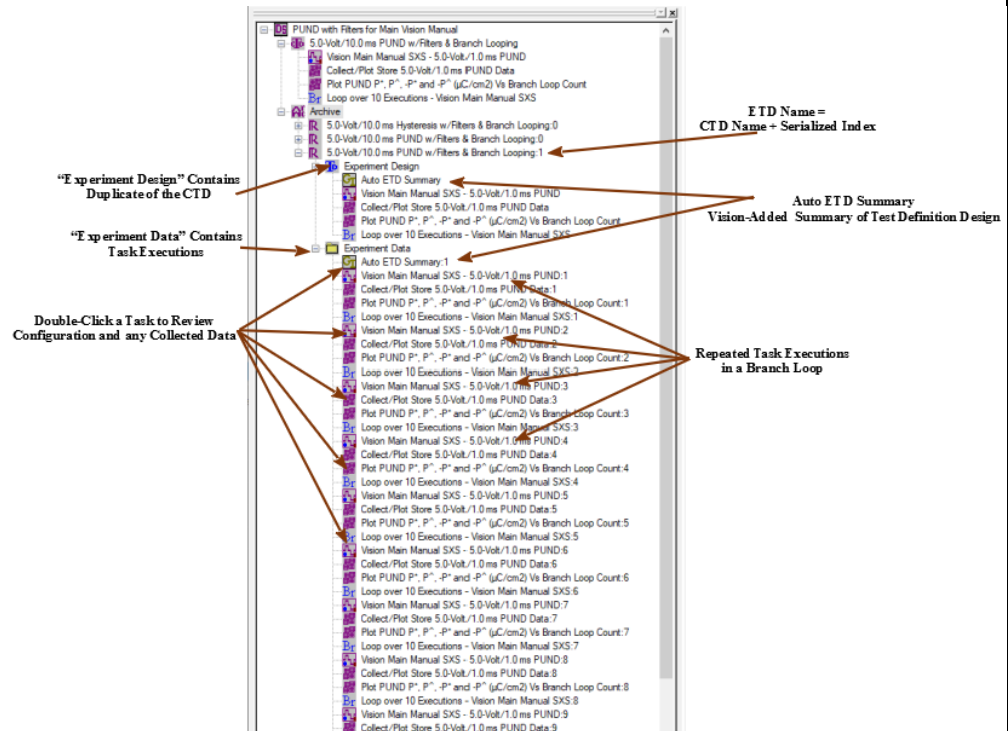 PUND with Filters for Main Vision Manual
5.0-Volt/10.0 ms PUND w/Filters & Branch Looping
Vision Main Manual SXS - 5.0-Volt/1.0 ms PUND
Collect/Plot Store 5.0-Volt/1.0 ms PUND Data
Plot PUND P*, P^, -P* and -P^ (µC/cm2) Vs Branch Loop Count
Br Loop over 10 Executions - Vision Main Manual SXS
Archive
R 5.0-Volt/10.0 ms Hysteresis w/Filters & Branch Looping:0
R 5.0-Volt/10.0 ms PUND w/Filters & Branch Looping:0
R 5.0-Volt/10.0 ms PUND w/Filters & Branch Looping:1
Experiment Design
Auto ETD Summary
Vision Main Manual SXS - 5.0-Volt/1.0 ms PUND
Collect/Plot Store 5.0-Volt/1.0 ms PUND Data
Plot PUND P*, P^, -P* and -P^ (µC/cm2) Vs Branch Loop Count
Br Loop over 10 Executions - Vision Main Manual SXS
Experiment Data
Auto ETD Summary:1
Vision Main Manual SXS - 5.0-Volt/1.0 ms PUND:1
Collect/Plot Store 5.0-Volt/1.0 ms PUND Data:1
Plot PUND P*, P^, -P* and -P^ (µC/cm2) Vs Branch Loop Count:1
Br Loop over 10 Executions - Vision Main Manual SXS:1
Vision Main Manual SXS - 5.0-Volt/1.0 ms PUND:2
Collect/Plot Store 5.0-Volt/1.0 ms PUND Data:2
Plot PUND P*, P^, -P* and -P^ (µC/cm2) Vs Branch Loop Count:2
Br Loop over 10 Executions - Vision Main Manual SXS:2
Vision Main Manual SXS - 5.0-Volt/1.0 ms PUND:3
Collect/Plot Store 5.0-Volt/1.0 ms PUND Data:3
Plot PUND P*, P^, -P* and -P^ (µC/cm2) Vs Branch Loop Count:3
Br Loop over 10 Executions - Vision Main Manual SXS:3
Vision Main Manual SXS - 5.0-Volt/1.0 ms PUND:4
Collect/Plot Store 5.0-Volt/1.0 ms PUND Data:4
Plot PUND P*, P^, -P* and -P^ (µC/cm2) Vs Branch Loop Count:4
Br Loop over 10 Executions - Vision Main Manual SXS:4
Vision Main Manual SXS - 5.0-Volt/1.0 ms PUND:5
Collect/Plot Store 5.0-Volt/1.0 ms PUND Data:5
Plot PUND P*, P^, -P* and -P^ (µC/cm2) Vs Branch Loop Count:5
Br Loop over 10 Executions - Vision Main Manual SXS:5
Vision Main Manual SXS - 5.0-Volt/1.0 ms PUND:6
Collect/Plot Store 5.0-Volt/1.0 ms PUND Data:6
Plot PUND P*, P^, -P* and -P^ (µC/cm2) Vs Branch Loop Count:6
Br Loop over 10 Executions - Vision Main Manual SXS:6
Vision Main Manual SXS - 5.0-Volt/1.0 ms PUND:7
Collect/Plot Store 5.0-Volt/1.0 ms PUND Data:7
Plot PUND P*, P^, -P* and -P^ (µC/cm2) Vs Branch Loop Count:7
Br Loop over 10 Executions - Vision Main Manual SXS:7
Vision Main Manual SXS - 5.0-Volt/1.0 ms PUND:8
Collect/Plot Store 5.0-Volt/1.0 ms PUND Data:8
Plot PUND P*, P^, -P* and -P^ (µC/cm2) Vs Branch Loop Count:8
Br Loop over 10 Executions - Vision Main Manual SXS:8
Vision Main Manual SXS - 5.0-Volt/1.0 ms PUND:9
Collect/Plot Store 5.0-Volt/1.0 ms PUND Data:9
“Experiment Design” Contains
Duplicate of the CTD
“Experiment Data” Contains
Task Executions
Double-Click a Task to Review
Configuration and any Collected Data
ETD Name =
CTD Name + Serialized Index
Auto ETD Summary
Vision-Added Summary of Test Definition Design
Repeated Task Executions
in a Branch Loop